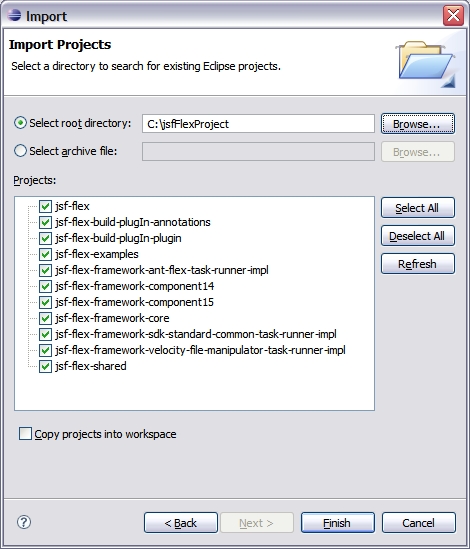 Import
Import Projects
Select a directory to search for existing Eclipse projects.
Select root directory: C:\jsfFlexProject Browse...
Select archive file: Browse...
Projects:
jsf-flex
jsf-flex-build-plugIn-annotations
jsf-flex-build-plugIn-plugin
jsf-flex-examples
jsf-flex-framework-ant-flex-task-runner-impl
jsf-flex-framework-component14
jsf-flex-framework-component15
jsf-flex-framework-core
jsf-flex-framework-sdk-standard-common-task-runner-impl
jsf-flex-framework-velocity-file-manipulator-task-runner-impl
jsf-flex-shared
Select All
Deselect All
Refresh
Copy projects into workspace
? < Back Next > Finish Cancel